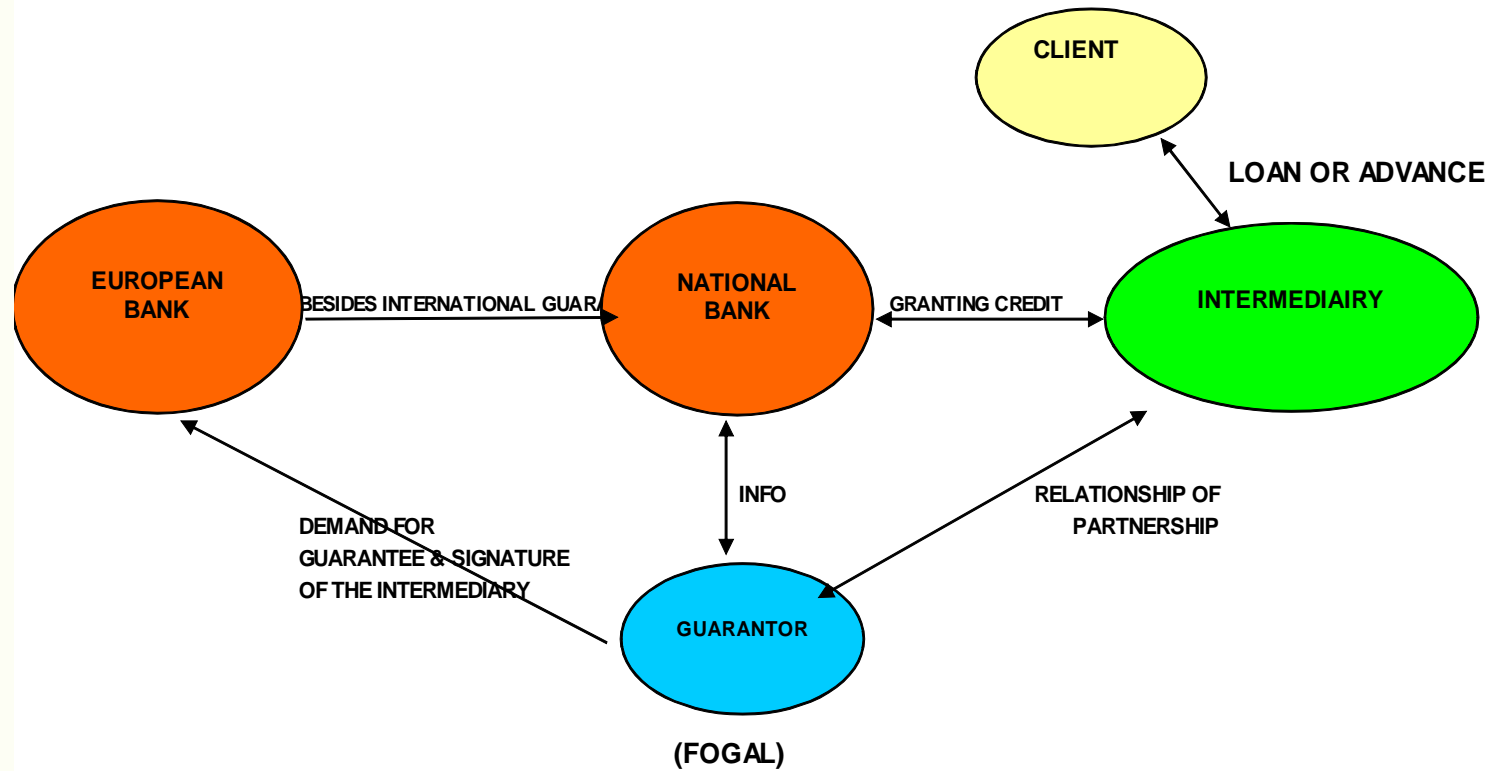 CLIENT
LOAN OR ADVANCE
EUROPEAN
BANK
BESIDES INTERNATIONAL
NATIONAL
BANK
GRANTING CREDIT
INTERMEDIAIRY
INFO
RELATIONSHIP OF
PARTNERSHIP
DEMAND FOR
GUARANTEE & SIGNATURE
OF THE INTERMEDIARY
GUARANTOR
(FOGAL)